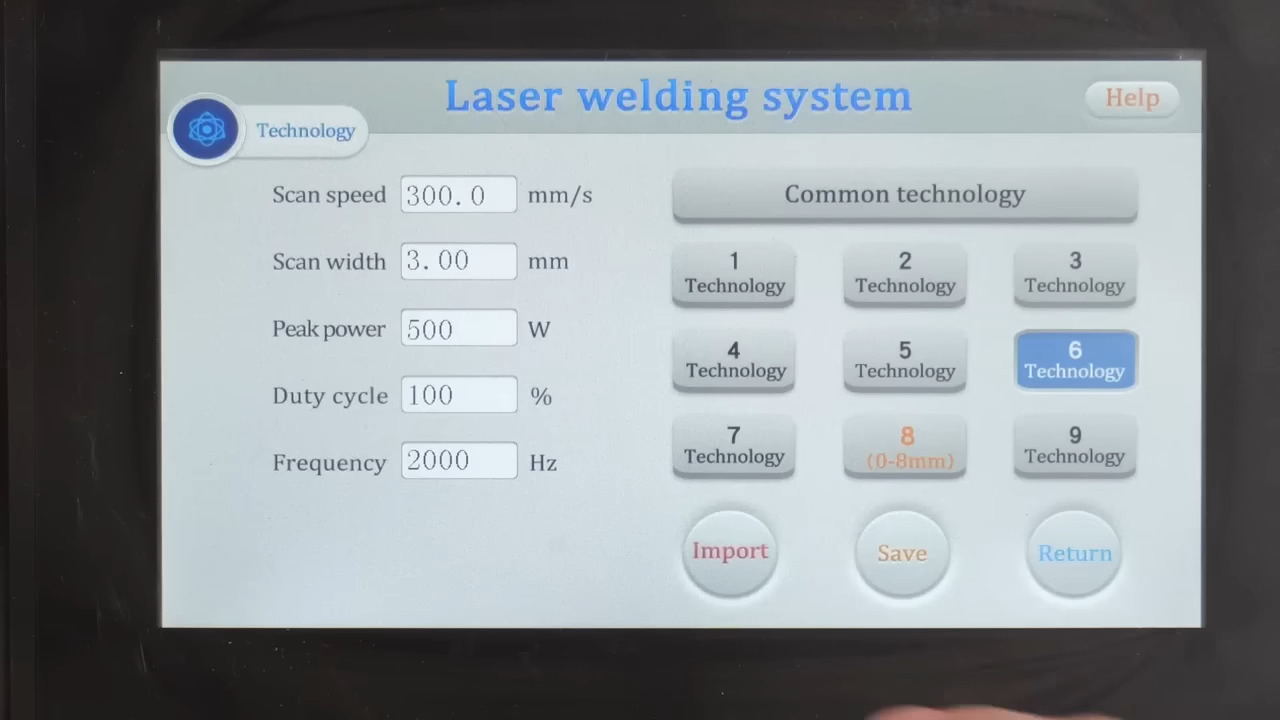 Laser welding system
Help
Technology
Scan speed 300.0 mm/s
Scan width 3.00 mm
Peak power 500 W
Duty cycle 100 %
Frequency 2000 Hz
Common technology
1
Technology
2
Technology
3
Technology
4
Technology
5
Technology
6
Technology
7
Technology
8
(0-8mm)
9
Technology
Import
Save
Return